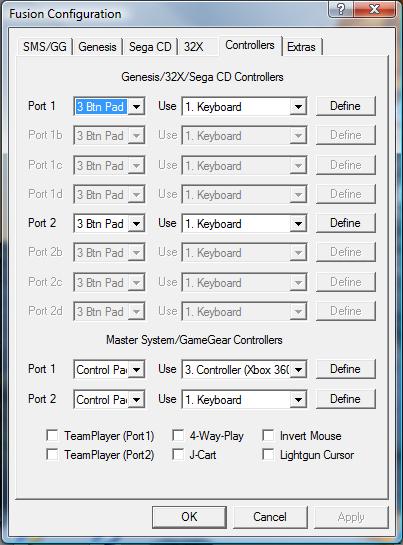 Fusion Configuration
SMS/GG Genesis Sega CD 32X Controllers Extras
Genesis/32X/Sega CD Controllers
Port 1 3 Btn Pad Use 1. Keyboard Define
Port 1b 3 Btn Pad Use 1. Keyboard Define
Port 1c 3 Btn Pad Use 1. Keyboard Define
Port 1d 3 Btn Pad Use 1. Keyboard Define
Port 2 3 Btn Pad Use 1. Keyboard Define
Port 2b 3 Btn Pad Use 1. Keyboard Define
Port 2c 3 Btn Pad Use 1. Keyboard Define
Port 2d 3 Btn Pad Use 1. Keyboard Define
Master System/GameGear Controllers
Port 1 Control Pad Use 3. Controller (Xbox 360 Define
Port 2 Control Pad Use 1. Keyboard Define
TeamPlayer (Port1) 4-Way-Play Invert Mouse
TeamPlayer (Port2) J-Cart Lightgun Cursor
OK Cancel Apply